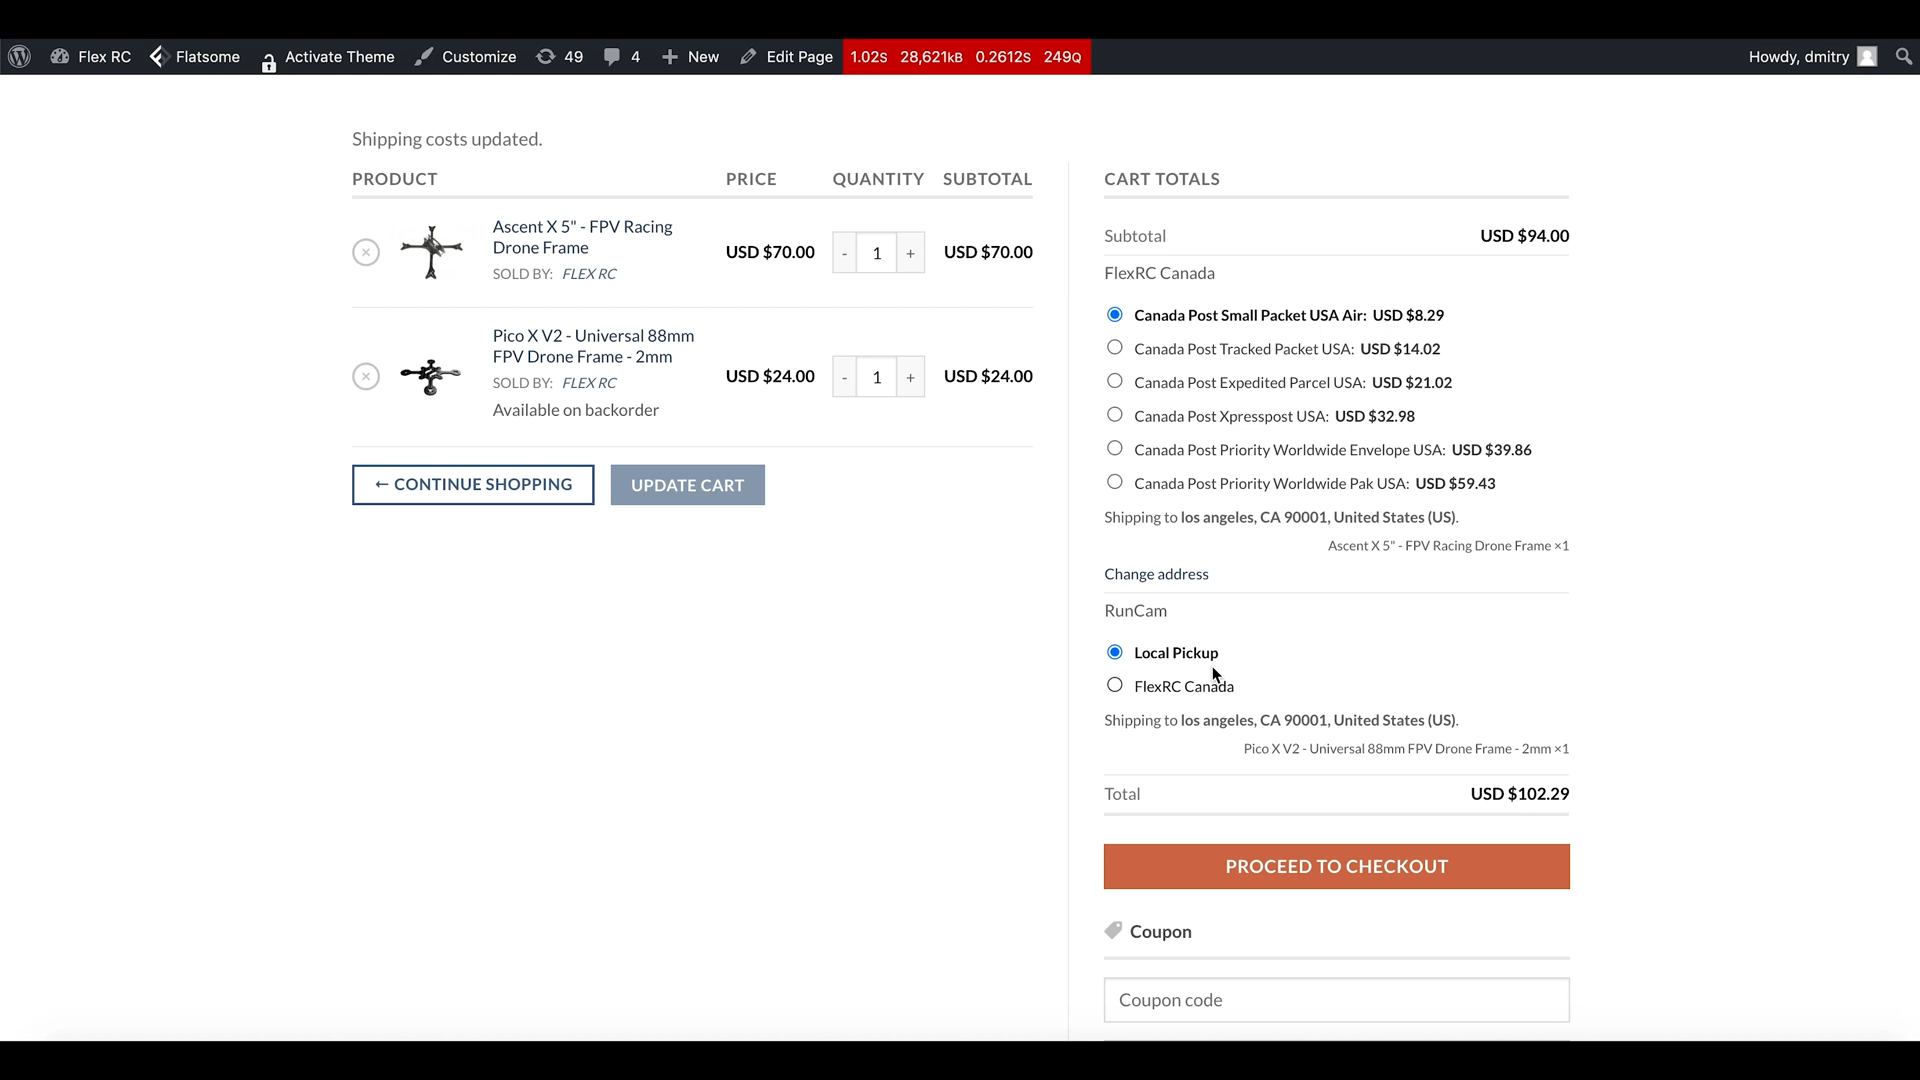 Flex RC Flatsome Activate Theme Customize 49 4 New Edit Page 1.02S 28,621KB 0.2612S 249Q Howdy, dmitry
Shipping costs updated.
PRODUCT PRICE QUANTITY SUBTOTAL
Ascent X 5" - FPV Racing
Drone Frame
SOLD BY: FLEX RC
USD $70.00 - 1 + USD $70.00
Pico X V2 - Universal 88mm
FPV Drone Frame - 2mm
SOLD BY: FLEX RC
Available on backorder
USD $24.00 - 1 + USD $24.00
← CONTINUE SHOPPING UPDATE CART
CART TOTALS
Subtotal USD $94.00
FlexRC Canada
Canada Post Small Packet USA Air: USD $8.29
Canada Post Tracked Packet USA: USD $14.02
Canada Post Expedited Parcel USA: USD $21.02
Canada Post Xpresspost USA: USD $32.98
Canada Post Priority Worldwide Envelope USA: USD $39.86
Canada Post Priority Worldwide Pak USA: USD $59.43
Shipping to los angeles, CA 90001, United States (US).
Ascent X 5" - FPV Racing Drone Frame ×1
Change address
RunCam
Local Pickup
FlexRC Canada
Shipping to los angeles, CA 90001, United States (US).
Pico X V2 - Universal 88mm FPV Drone Frame - 2mm ×1
Total USD $102.29
PROCEED TO CHECKOUT
Coupon
Coupon code